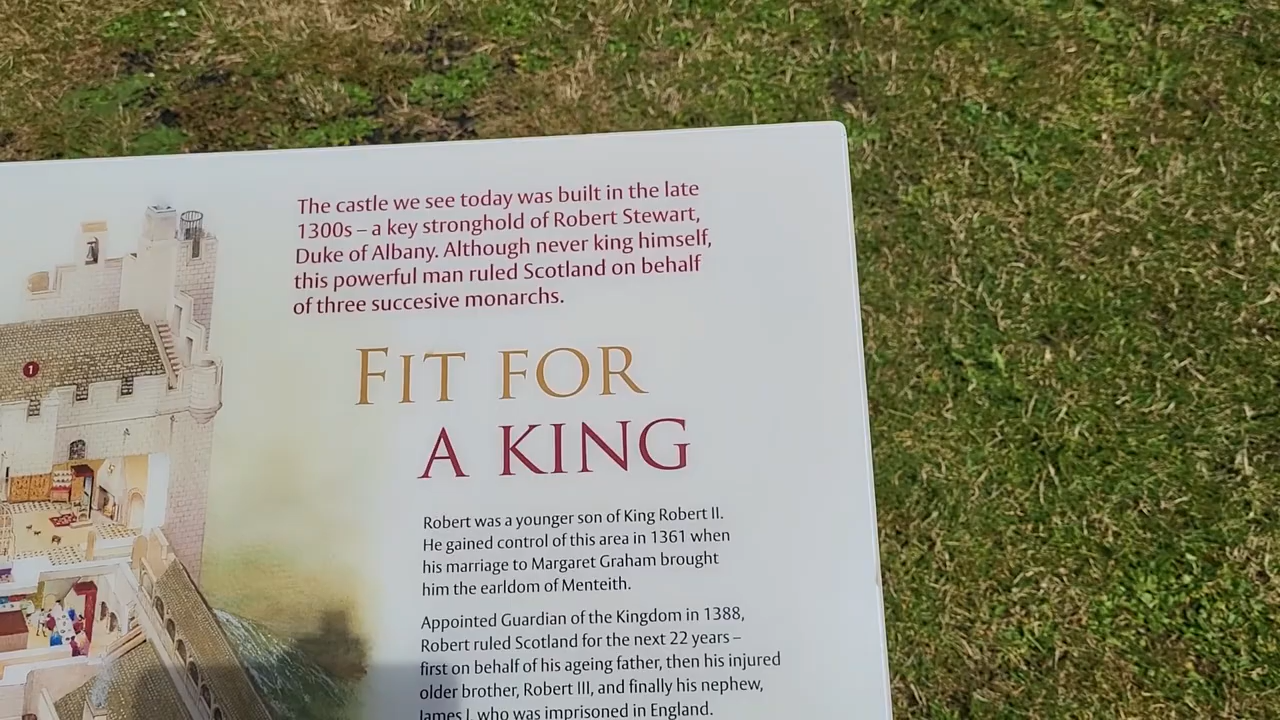 The castle we see today was built in the late
1300s – a key stronghold of Robert Stewart,
Duke of Albany. Although never king himself,
this powerful man ruled Scotland on behalf
of three succesive monarchs.
FIT FOR
A KING
Robert was a younger son of King Robert II.
He gained control of this area in 1361 when
his marriage to Margaret Graham brought
him the earldom of Menteith.
Appointed Guardian of the Kingdom in 1388,
Robert ruled Scotland for the next 22 years –
first on behalf of his ageing father, then his injured
older brother, Robert III, and finally his nephew,
James I, who was imprisoned in England.
1